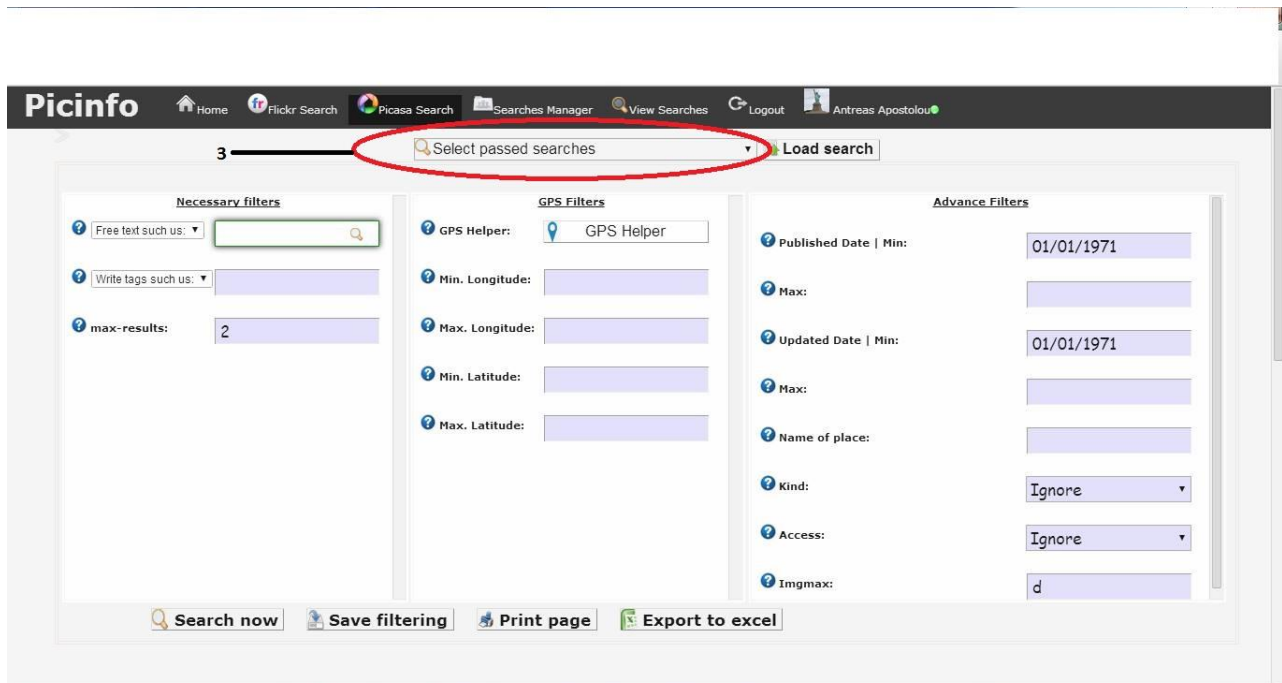 Picinfo Home fr Flickr Search Picasa Search Searches Manager View Searches Logout Antreas Apostolou
3 Select passed searches Load search
Necessary filters
Free text such us:
Write tags such us:
max-results: 2
GPS Filters
GPS Helper: GPS Helper
Min. Longitude:
Max. Longitude:
Min. Latitude:
Max. Latitude:
Advance Filters
Published Date | Min: 01/01/1971
Max:
Updated Date | Min: 01/01/1971
Max:
Name of place:
Kind: Ignore
Access: Ignore
Imgmax: d
Search now Save filtering Print page Export to excel